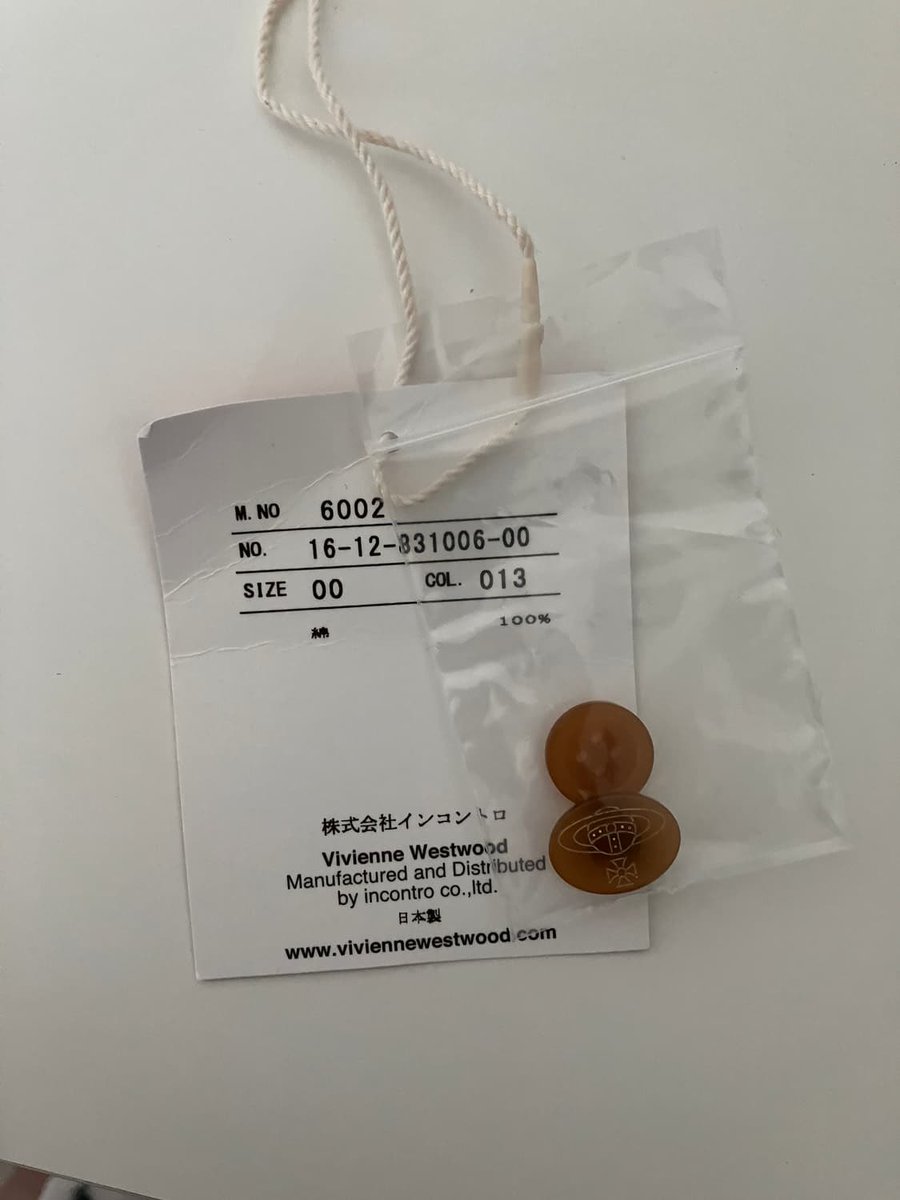 M. NO 6002
NO. 16-12-831006-00
SIZE 00 COL. 013
綿 100%
株式会社インコントロ
Vivienne Westwood
Manufactured and Distributed
by incontro co.,ltd.
日本製
www.viviennewestwood.com